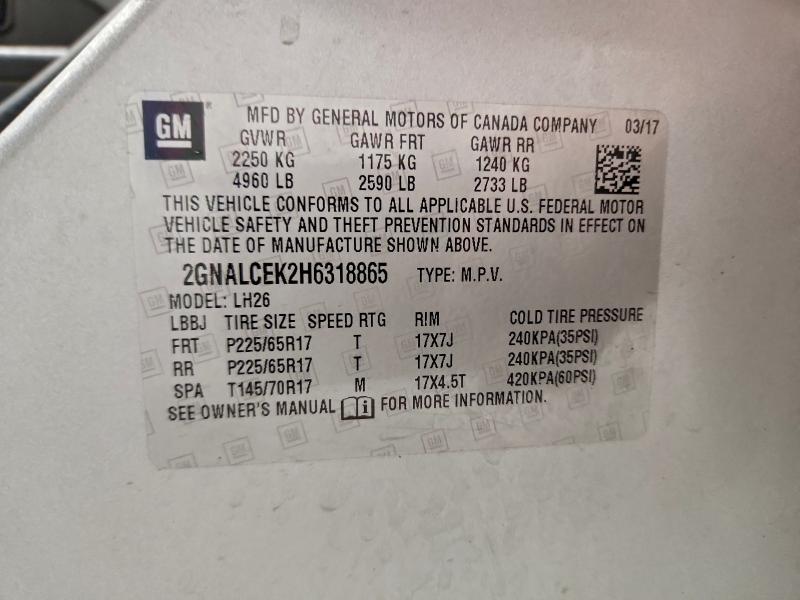 GM ® MFD BY GENERAL MOTORS OF CANADA COMPANY 03/17
GVWR GAWR FRT GAWR RR
2250 KG 1175 KG 1240 KG
4960 LB 2590 LB 2733 LB
THIS VEHICLE CONFORMS TO ALL APPLICABLE U.S. FEDERAL MOTOR
VEHICLE SAFETY AND THEFT PREVENTION STANDARDS IN EFFECT ON
THE DATE OF MANUFACTURE SHOWN ABOVE.
2GNALCEK2H6318865 TYPE: M.P.V.
MODEL: LH26
LBBJ TIRE SIZE SPEED RTG RIM COLD TIRE PRESSURE
FRT P225/65R17 T 17X7J 240KPA(35PSI)
RR P225/65R17 T 17X7J 240KPA(35PSI)
SPA T145/70R17 M 17X4.5T 420KPA(60PSI)
SEE OWNER'S MANUAL i FOR MORE INFORMATION.